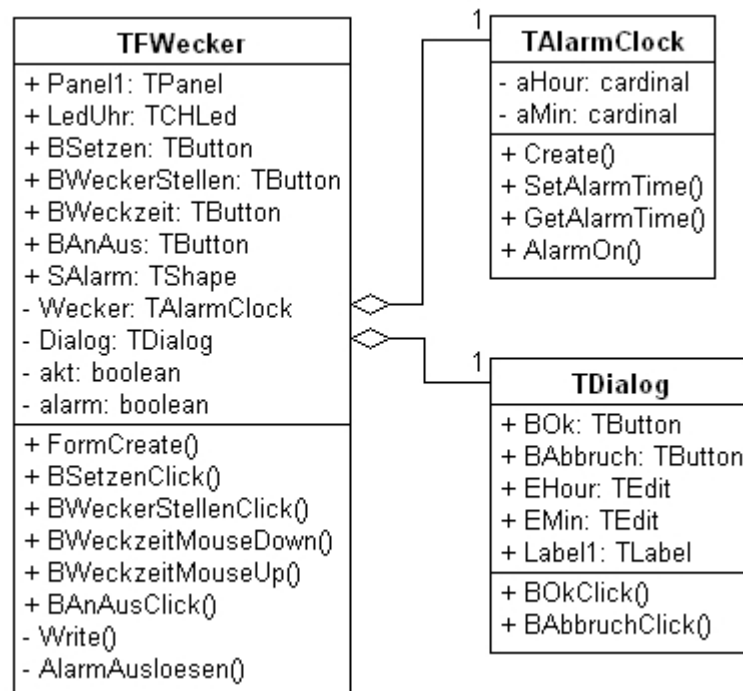 TFWecker
+ Panel1: TPanel
+ LedUhr: TCHLed
+ BSetzen: TButton
+ BWeckerStellen: TButton
+ BWeckzeit: TButton
+ BAnAus: TButton
+ SAlarm: TShape
- Wecker: TAlarmClock
- Dialog: TDialog
- akt: boolean
- alarm: boolean
+ FormCreate()
+ BSetzenClick()
+ BWeckerStellenClick()
+ BWeckzeitMouseDown()
+ BWeckzeitMouseUp()
+ BAnAusClick()
- Write()
- AlarmAusloesen()
1
TAlarmClock
- aHour: cardinal
- aMin: cardinal
+ Create()
+ SetAlarmTime()
+ GetAlarmTime()
+ AlarmOn()
1
TDialog
+ BOk: TButton
+ BAbbruch: TButton
+ EHour: TEdit
+ EMin: TEdit
+ Label1: TLabel
+ BOkClick()
+ BAbbruchClick()